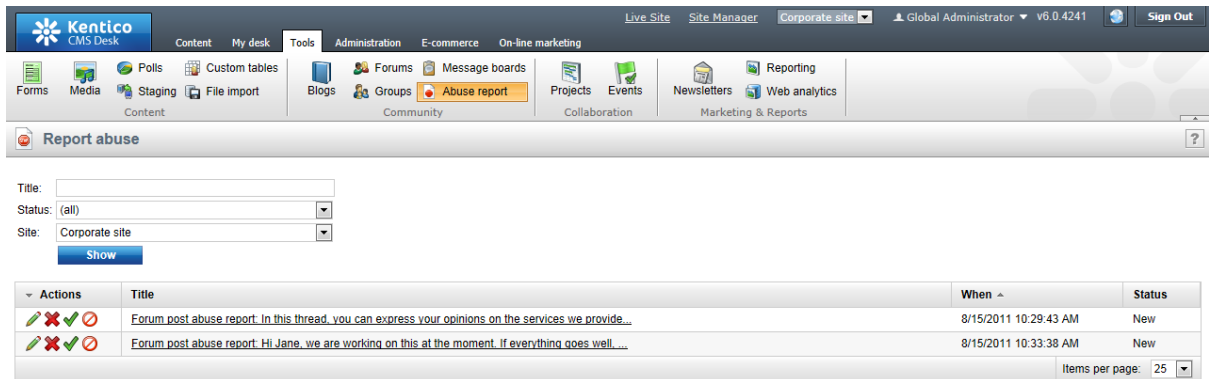 Kentico
CMS Desk
Live Site Site Manager Corporate site Global Administrator v6.0.4241 Sign Out
Content My desk Tools Administration E-commerce On-line marketing
Forms Media Polls Custom tables Staging File import
Content
Blogs Forums Message boards Groups Abuse report
Community
Projects Events
Collaboration
Newsletters Reporting Web analytics
Marketing & Reports
Report abuse ?
Title:
Status: (all)
Site: Corporate site
Show
Actions Title When Status
Forum post abuse report: In this thread, you can express your opinions on the services we provide... 8/15/2011 10:29:43 AM New
Forum post abuse report: Hi Jane, we are working on this at the moment. If everything goes well, ... 8/15/2011 10:33:38 AM New
Items per page: 25